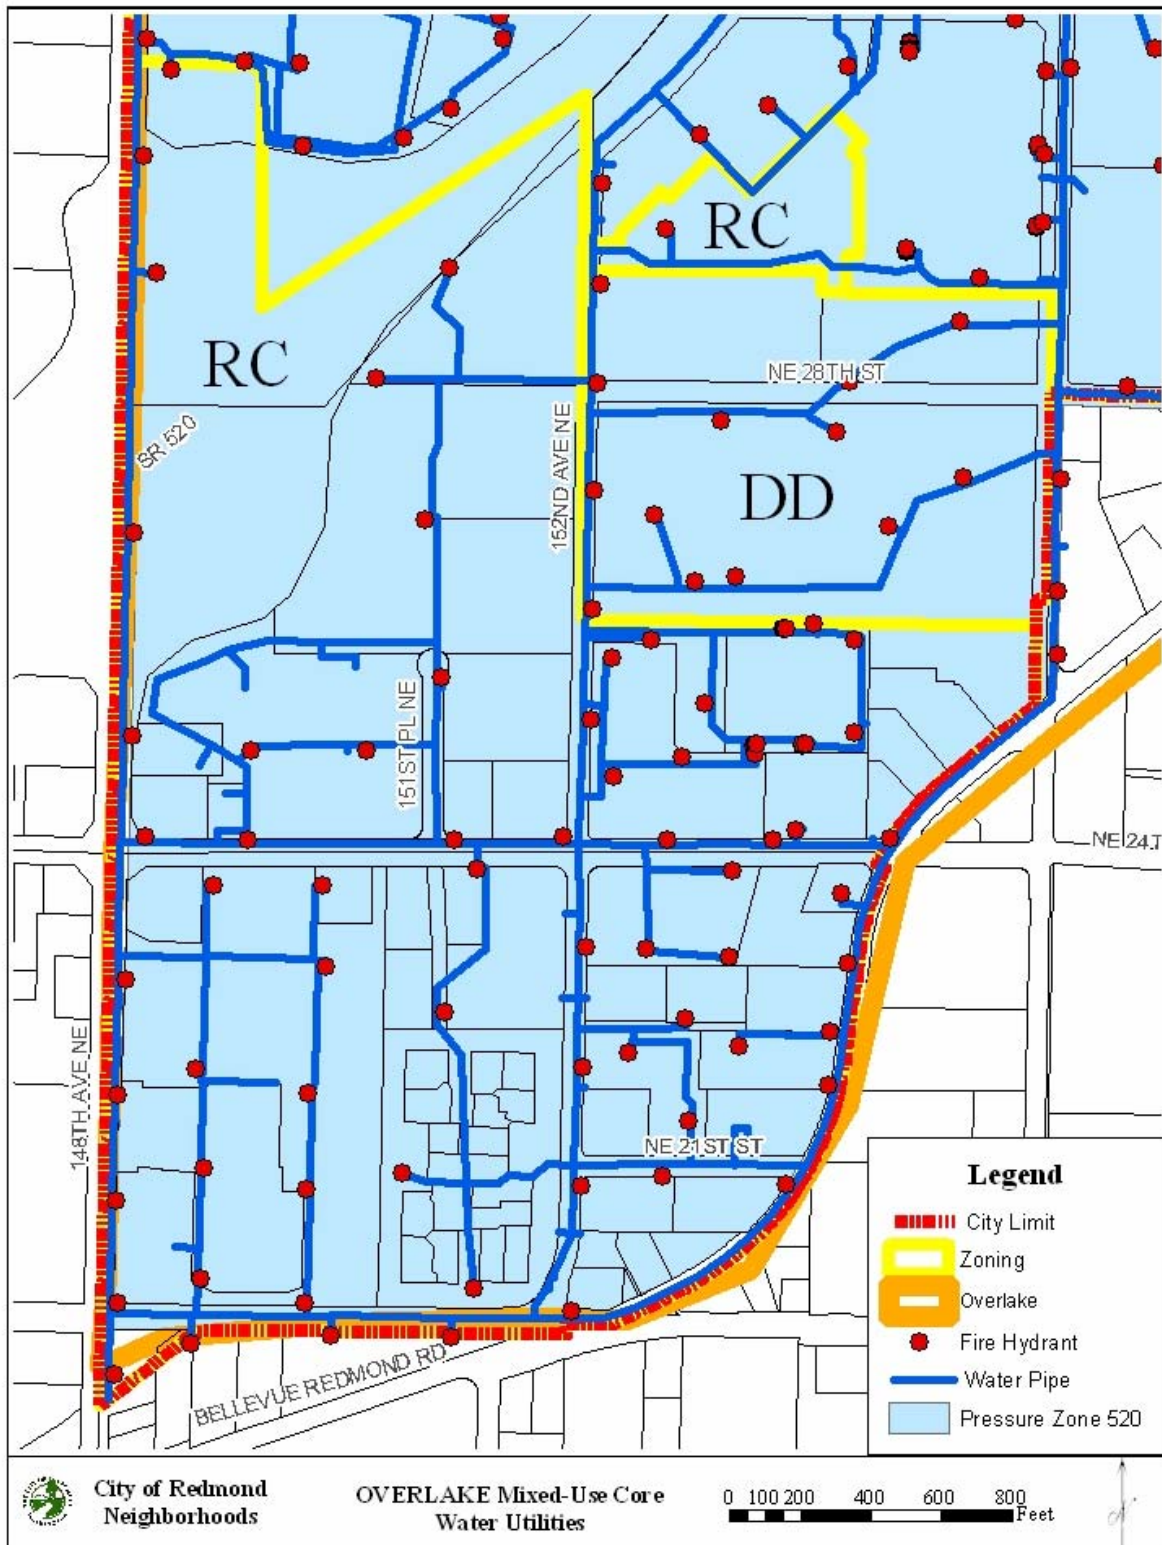 RC
RC
NE 28TH ST
SR 520
152ND AVE NE
DD
151ST PL NE
NE 24T
148TH AVE NE
NE 21ST ST
BELLEVUE REDMOND RD
Legend
City Limit
Zoning
Overlake
Fire Hydrant
Water Pipe
Pressure Zone 520
City of Redmond
Neighborhoods
OVERLAKE Mixed-Use Core
Water Utilities
0 100 200 400 600 800
Feet
N